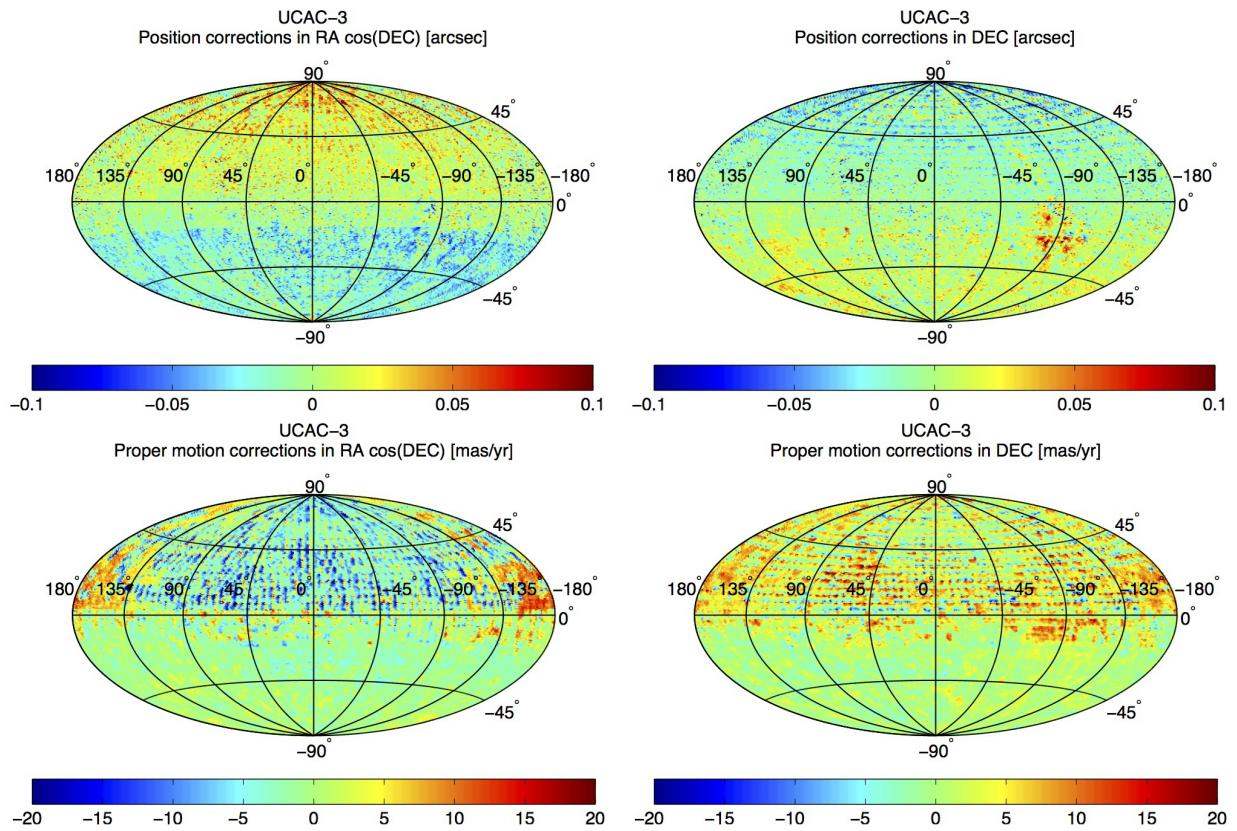 UCAC−3
Position corrections in RA cos(DEC) [arcsec]
90°
45°
180 135° 90° 45° 0° −45° −90° −135° −180°
0°
−45°
−90°
−0.1 −0.05 0 0.05 0.1
UCAC−3
Position corrections in DEC [arcsec]
90°
45°
180 135° 90° 45° 0° −45° −90° −135° −180°
0°
−45°
−90°
−0.1 −0.05 0 0.05 0.1
UCAC−3
Proper motion corrections in RA cos(DEC) [mas/yr]
90°
45°
180° 135° 90° 45° 0° −45° −90° −135° −180°
0°
−45°
−90°
−20 −15 −10 −5 0 5 10 15 20
UCAC−3
Proper motion corrections in DEC [mas/yr]
90°
45°
180° 135° 90° 45° 0° −45° −90° −135° −180°
0°
−45°
−90°
−20 −15 −10 −5 0 5 10 15 20